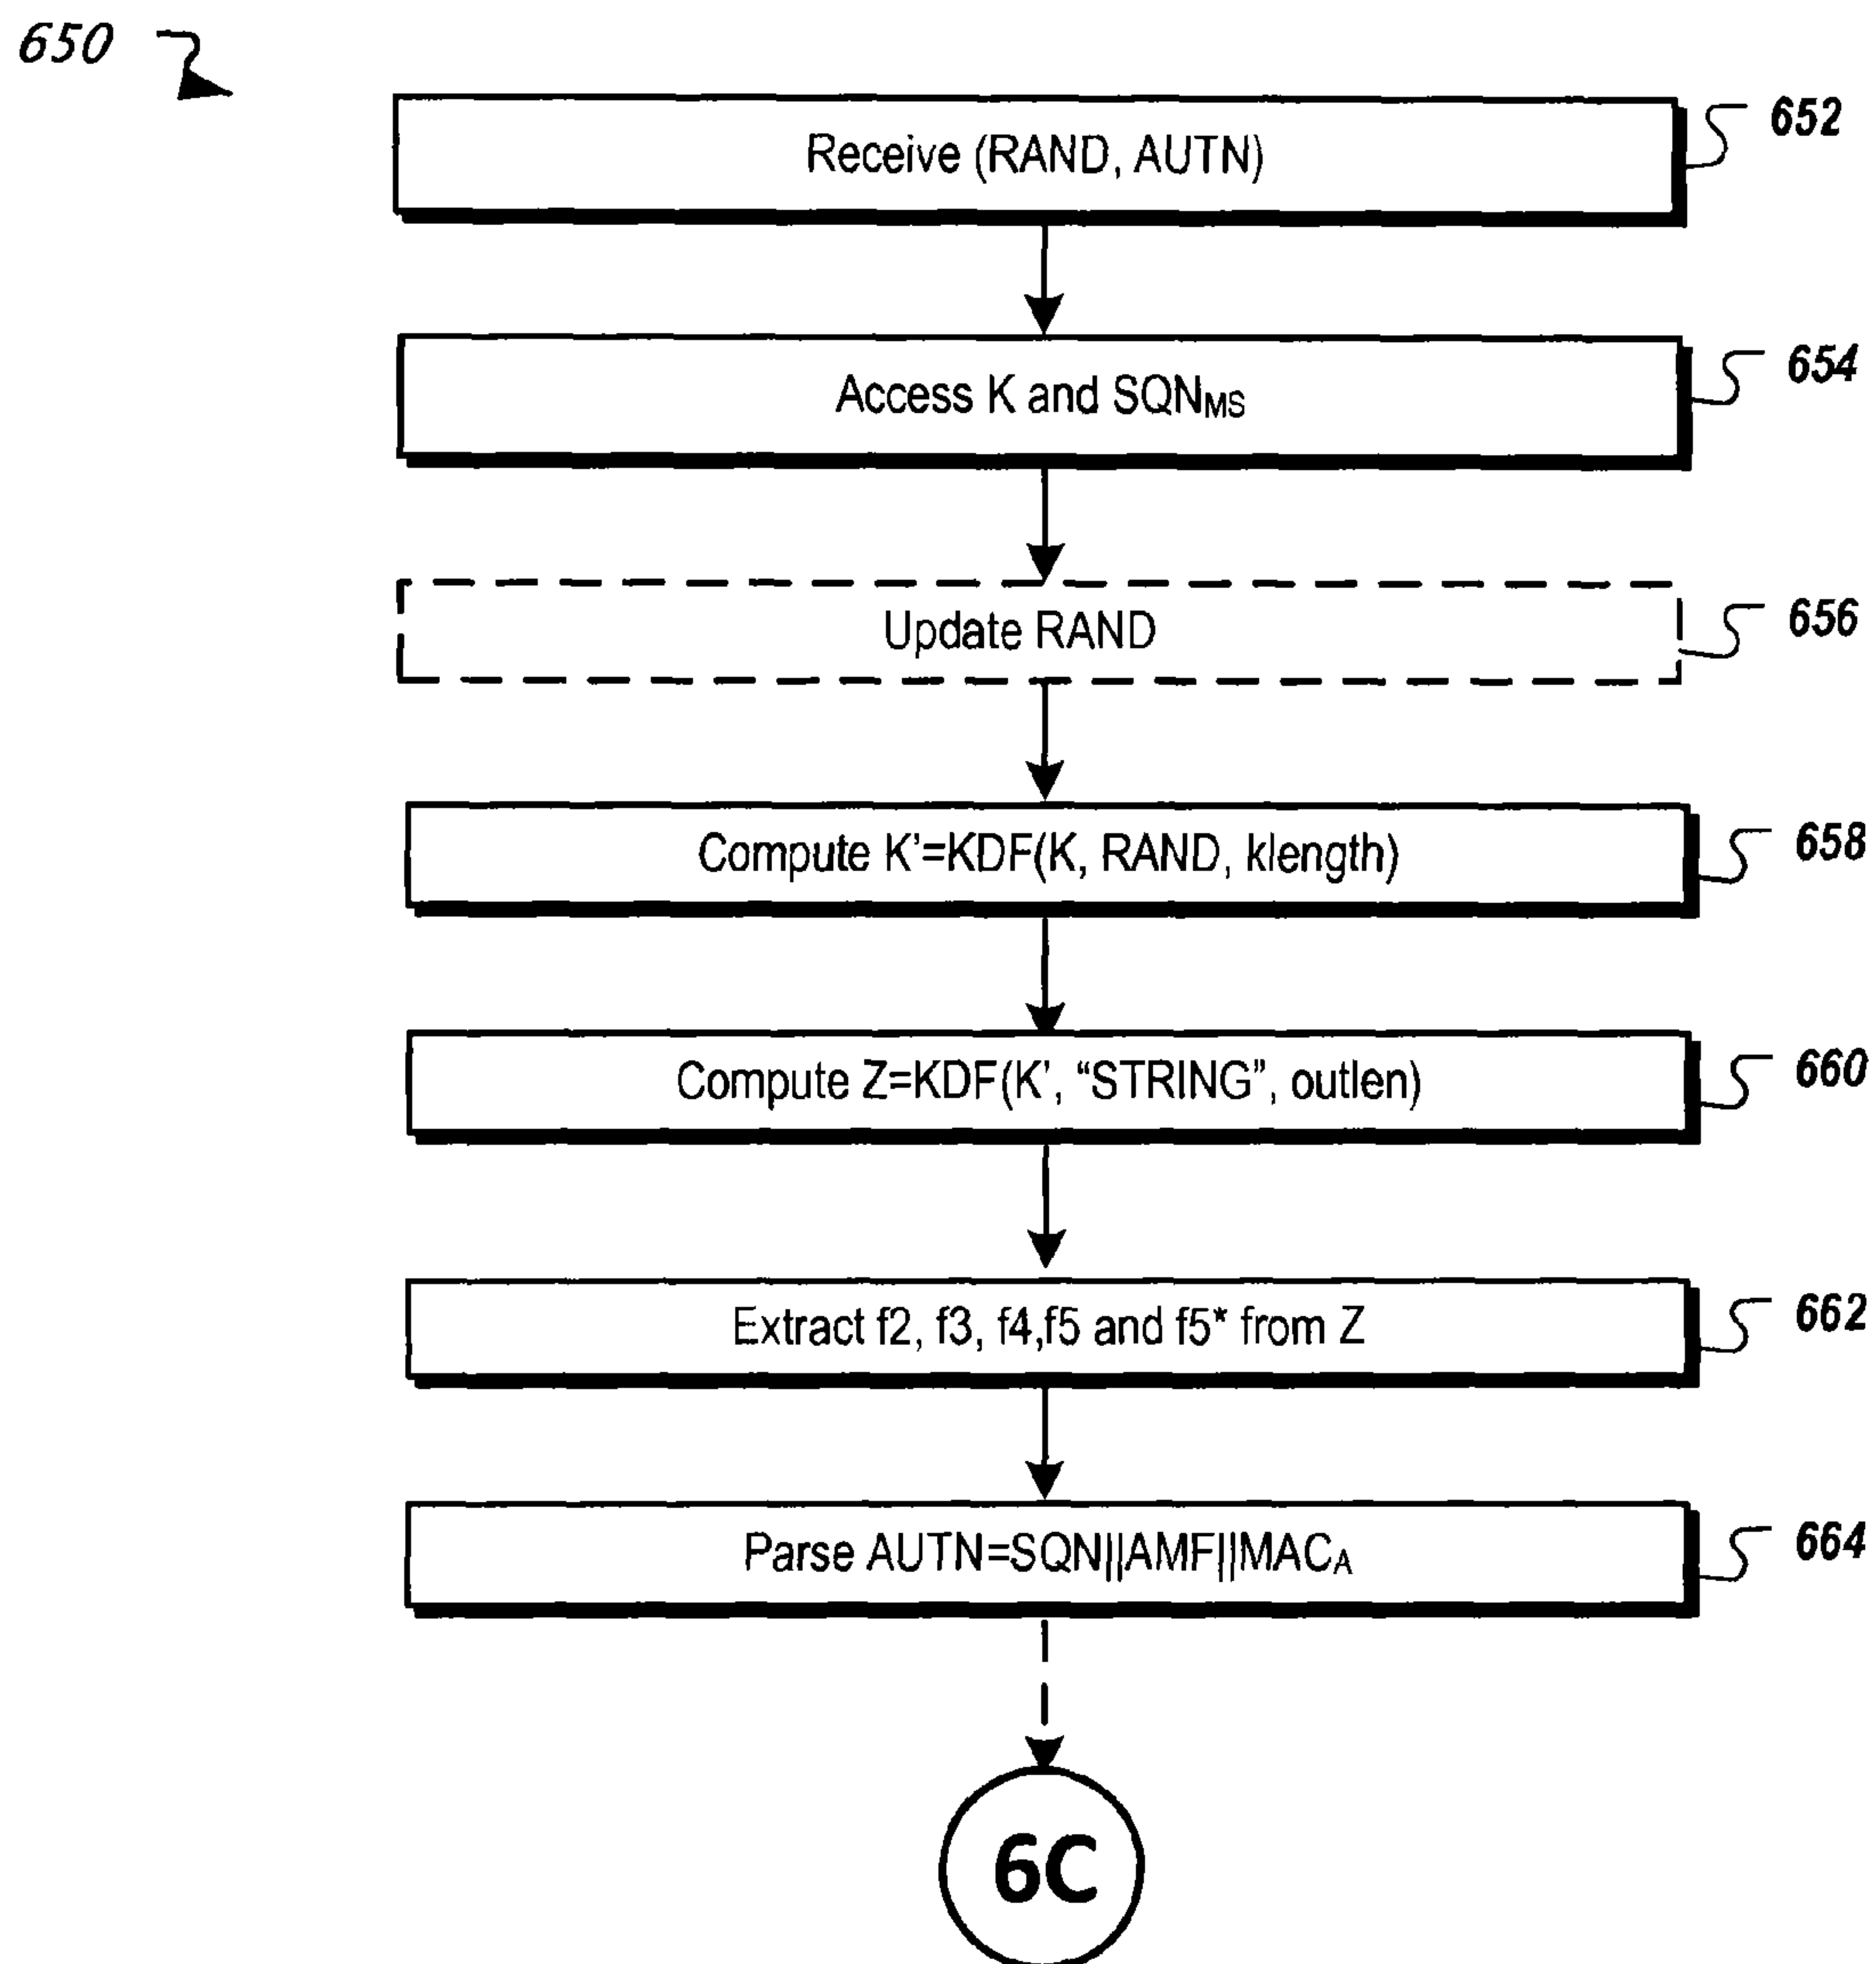 650
Receive (RAND, AUTN)
652
Access K and SQNMS
654
Update RAND
656
Compute K’=KDF(K, RAND, klength)
658
Compute Z=KDF(K’, “STRING”, outlen)
660
Extract f2, f3, f4,f5 and f5* from Z
662
Parse AUTN=SQN||AMF||MACA
664
6C